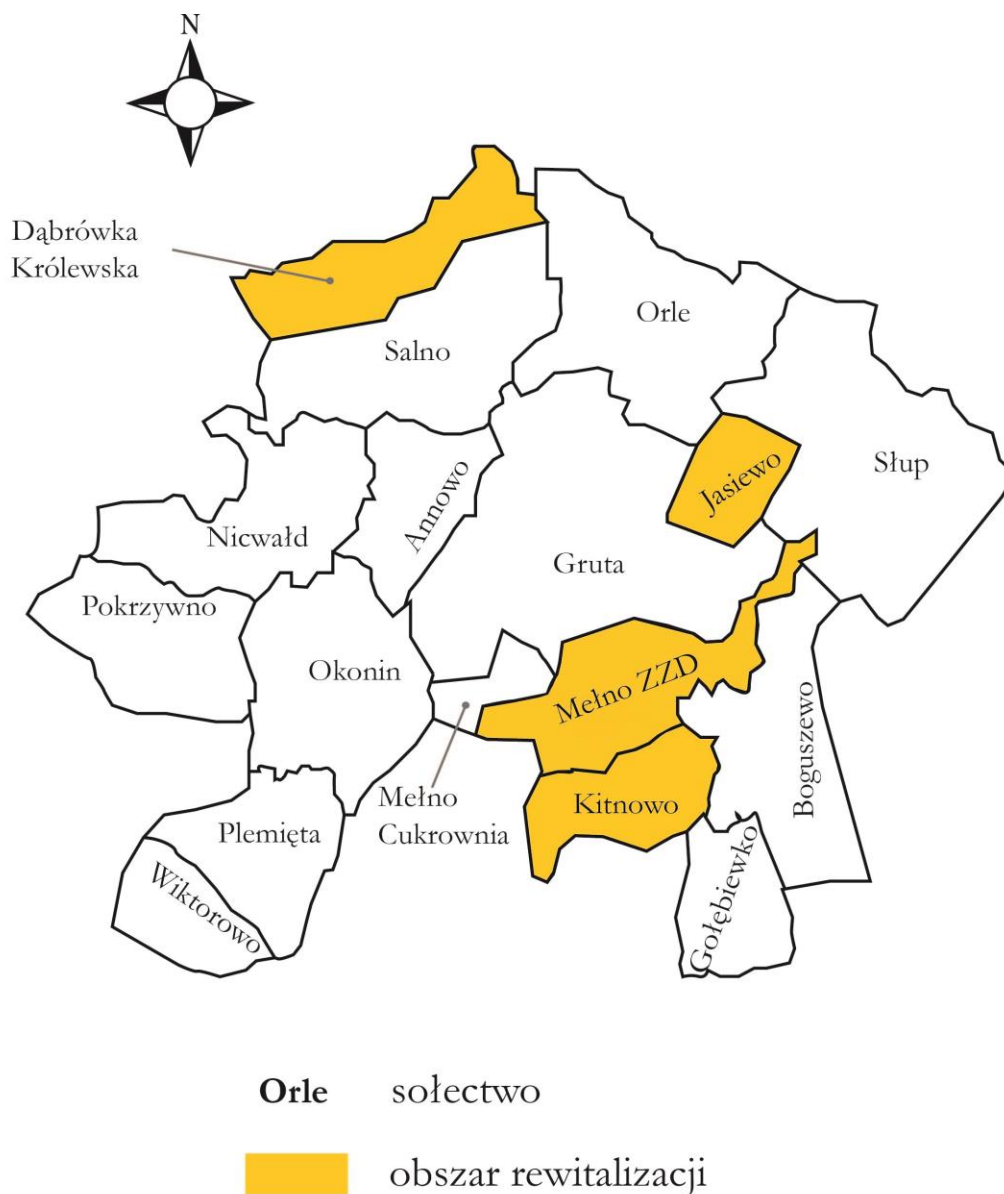 N
Dąbrówka
Królewska
Orle
Salno
Słup
Jasiewo
Annowo
Nicwałd
Gruta
Pokrzywno
Okonin
Mełno ZZD
Boguszewo
Mełno
Cukrownia
Kitnowo
Plemięta
Gołębiewko
Wiktorowo
Orle sołectwo
obszar rewitalizacji